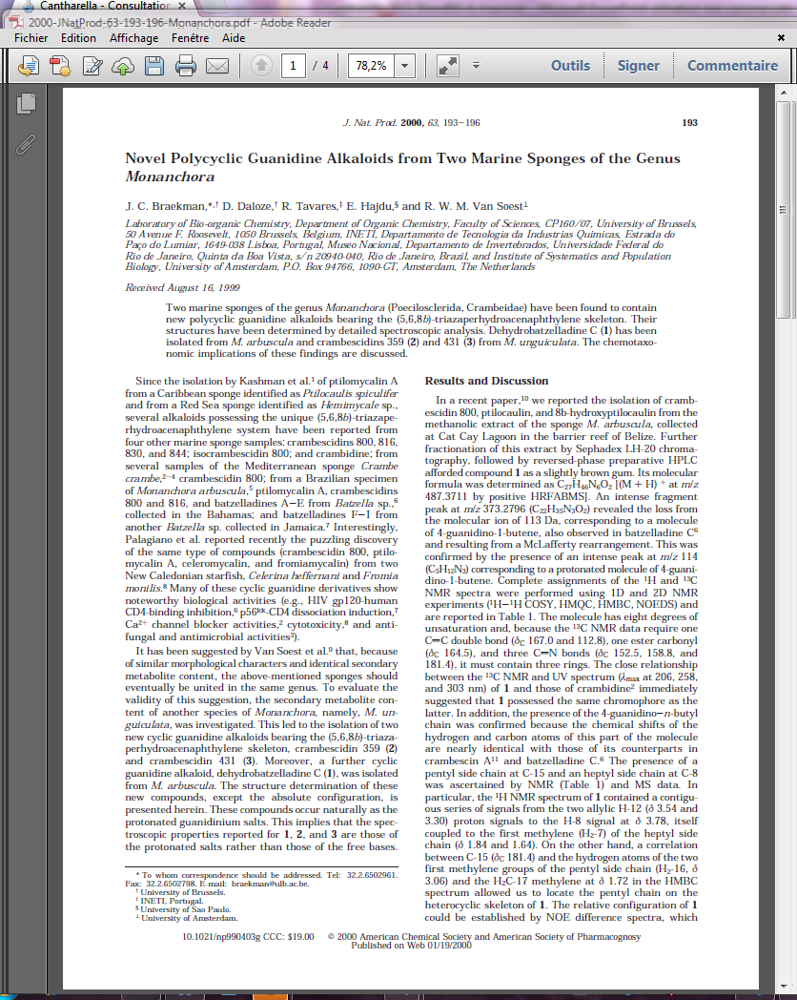 Cantharella - Consultatior ×
2000-JNatProd-63-193-196-Monanchora.pdf - Adobe Reader
Fichier Edition Affichage Fenêtre Aide
1 / 4 78,2% Outils Signer Commentaire
J. Nat. Prod. 2000, 63, 193−196 193
Novel Polycyclic Guanidine Alkaloids from Two Marine Sponges of the Genus
Monanchora
J. C. Braekman,*,† D. Daloze,† R. Tavares,‡ E. Hajdu,§ and R. W. M. Van Soest⊥
Laboratory of Bio-organic Chemistry, Department of Organic Chemistry, Faculty of Sciences, CP160/07, University of Brussels,
50 Avenue F. Roosevelt, 1050 Brussels, Belgium, INETI, Departamento de Tecnologia da Industrias Quimicas, Estrada do
Paço do Lumiar, 1649-038 Lisboa, Portugal, Museo Nacional, Departamento de Invertebrados, Universidade Federal do
Rio de Janeiro, Quinta da Boa Vista, s/n 20940-040, Rio de Janeiro, Brazil, and Institute of Systematics and Population
Biology, University of Amsterdam, P.O. Box 94766, 1090-GT, Amsterdam, The Netherlands
Received August 16, 1999
Two marine sponges of the genus Monanchora (Poecilosclerida, Crambeidae) have been found to contain
new polycyclic guanidine alkaloids bearing the (5,6,8b)-triazaperhydroacenaphthylene skeleton. Their
structures have been determined by detailed spectroscopic analysis. Dehydrobatzelladine C (1) has been
isolated from M. arbuscula and crambescidins 359 (2) and 431 (3) from M. unguiculata. The chemotaxo-
nomic implications of these findings are discussed.
Since the isolation by Kashman et al.¹ of ptilomycalin A
from a Caribbean sponge identified as Ptilocaulis spiculifer
and from a Red Sea sponge identified as Hemimycale sp.,
several alkaloids possessing the unique (5,6,8b)-triazape-
rhydroacenaphthylene system have been reported from
four other marine sponge samples: crambescidins 800, 816,
830, and 844; isocrambescidin 800; and crambidine; from
several samples of the Mediterranean sponge Crambe
crambe,²⁻⁴ crambescidin 800; from a Brazilian specimen
of Monanchora arbuscula,⁵ ptilomycalin A, crambescidins
800 and 816, and batzelladines A−E from Batzella sp.,⁶
collected in the Bahamas; and batzelladines F−I from
another Batzella sp. collected in Jamaica.⁷ Interestingly,
Palagiano et al. reported recently the puzzling discovery
of the same type of compounds (crambescidin 800, ptilo-
mycalin A, celeromycalin, and fromiamycalin) from two
New Caledonian starfish, Celerina heffernani and Fromia
monilis.⁸ Many of these cyclic guanidine derivatives show
noteworthy biological activities (e.g., HIV gp120-human
CD4-binding inhibition,⁶ p56lck-CD4 dissociation induction,⁷
Ca²⁺ channel blocker activities,² cytotoxicity,⁸ and anti-
fungal and antimicrobial activities³).
It has been suggested by Van Soest et al.⁹ that, because
of similar morphological characters and identical secondary
metabolite content, the above-mentioned sponges should
eventually be united in the same genus. To evaluate the
validity of this suggestion, the secondary metabolite con-
tent of another species of Monanchora, namely, M. un-
guiculata, was investigated. This led to the isolation of two
new cyclic guanidine alkaloids bearing the (5,6,8b)-triaza-
perhydroacenaphthylene skeleton, crambescidin 359 (2)
and crambescidin 431 (3). Moreover, a further cyclic
guanidine alkaloid, dehydrobatzelladine C (1), was isolated
from M. arbuscula. The structure determination of these
new compounds, except the absolute configuration, is
presented herein. These compounds occur naturally as the
protonated guanidinium salts. This implies that the spec-
troscopic properties reported for 1, 2, and 3 are those of
the protonated salts rather than those of the free bases.
* To whom correspondence should be addressed. Tel: 32.2.6502961.
Fax: 32.2.6502798. E-mail: braekman@ulb.ac.be.
† University of Brussels.
‡ INETI, Portugal.
§ University of Sao Paulo.
⊥ University of Amsterdam.
Results and Discussion
In a recent paper,¹⁰ we reported the isolation of cramb-
escidin 800, ptilocaulin, and 8b-hydroxyptilocaulin from the
methanolic extract of the sponge M. arbuscula, collected
at Cat Cay Lagoon in the barrier reef of Belize. Further
fractionation of this extract by Sephadex LH-20 chroma-
tography, followed by reversed-phase preparative HPLC
afforded compound 1 as a slightly brown gum. Its molecular
formula was determined as C₂₇H₄₆N₆O₂ [(M + H) ⁺ at m/z
487.3711 by positive HRFABMS]. An intense fragment
peak at m/z 373.2796 (C₂₂H₃₅N₃O₂) revealed the loss from
the molecular ion of 113 Da, corresponding to a molecule
of 4-guanidino-1-butene, also observed in batzelladine C⁶
and resulting from a McLafferty rearrangement. This was
confirmed by the presence of an intense peak at m/z 114
(C₅H₁₂N₃) corresponding to a protonated molecule of 4-guani-
dino-1-butene. Complete assignments of the ¹H and ¹³C
NMR spectra were performed using 1D and 2D NMR
experiments (¹H−¹H COSY, HMQC, HMBC, NOEDS) and
are reported in Table 1. The molecule has eight degrees of
unsaturation and, because the ¹³C NMR data require one
C=C double bond (δC 167.0 and 112.8), one ester carbonyl
(δC 164.5), and three C=N bonds (δC 152.5, 158.8, and
181.4), it must contain three rings. The close relationship
between the ¹³C NMR and UV spectrum (λmax at 206, 258,
and 303 nm) of 1 and those of crambidine² immediately
suggested that 1 possessed the same chromophore as the
latter. In addition, the presence of the 4-guanidino−n-butyl
chain was confirmed because the chemical shifts of the
hydrogen and carbon atoms of this part of the molecule
are nearly identical with those of its counterparts in
crambescin A¹¹ and batzelladine C.⁶ The presence of a
pentyl side chain at C-15 and an heptyl side chain at C-8
was ascertained by NMR (Table 1) and MS data. In
particular, the ¹H NMR spectrum of 1 contained a contigu-
ous series of signals from the two allylic H-12 (δ 3.54 and
3.30) proton signals to the H-8 signal at δ 3.78, itself
coupled to the first methylene (H₂-7) of the heptyl side
chain (δ 1.84 and 1.64). On the other hand, a correlation
between C-15 (δC 181.4) and the hydrogen atoms of the two
first methylene groups of the pentyl side chain (H₂-16, δ
3.06) and the H₂C-17 methylene at δ 1.72 in the HMBC
spectrum allowed us to locate the pentyl chain on the
heterocyclic skeleton of 1. The relative configuration of 1
could be established by NOE difference spectra, which
10.1021/np990403g CCC: $19.00 © 2000 American Chemical Society and American Society of Pharmacognosy
Published on Web 01/19/2000